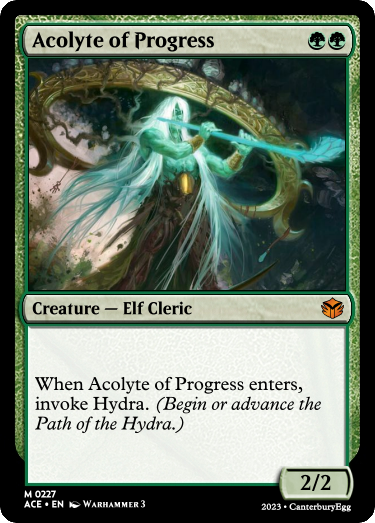 Acolyte of Progress
Creature — Elf Cleric
When Acolyte of Progress enters,
invoke Hydra. (Begin or advance the
Path of the Hydra.)
2/2
M 0227
ACE • EN Warhammer 3
2023 • CanterburyEgg